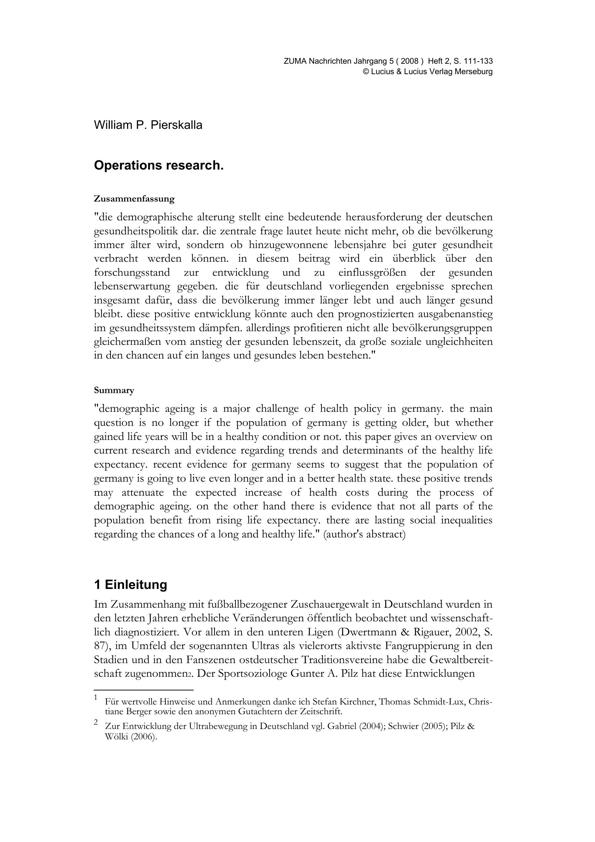 ZUMA Nachrichten Jahrgang 5 ( 2008 ) Heft 2, S. 111-133
© Lucius & Lucius Verlag Merseburg
William P. Pierskalla
Operations research.
Zusammenfassung
"die demographische alterung stellt eine bedeutende herausforderung der deutschen
gesundheitspolitik dar. die zentrale frage lautet heute nicht mehr, ob die bevölkerung
immer älter wird, sondern ob hinzugewonnene lebensjahre bei guter gesundheit
verbracht werden können. in diesem beitrag wird ein überblick über den
forschungsstand zur entwicklung und zu einflussgrößen der gesunden
lebenserwartung gegeben. die für deutschland vorliegenden ergebnisse sprechen
insgesamt dafür, dass die bevölkerung immer länger lebt und auch länger gesund
bleibt. diese positive entwicklung könnte auch den prognostizierten ausgabenanstieg
im gesundheitssystem dämpfen. allerdings profitieren nicht alle bevölkerungsgruppen
gleichermaßen vom anstieg der gesunden lebenszeit, da große soziale ungleichheiten
in den chancen auf ein langes und gesundes leben bestehen."
Summary
"demographic ageing is a major challenge of health policy in germany. the main
question is no longer if the population of germany is getting older, but whether
gained life years will be in a healthy condition or not. this paper gives an overview on
current research and evidence regarding trends and determinants of the healthy life
expectancy. recent evidence for germany seems to suggest that the population of
germany is going to live even longer and in a better health state. these positive trends
may attenuate the expected increase of health costs during the process of
demographic ageing. on the other hand there is evidence that not all parts of the
population benefit from rising life expectancy. there are lasting social inequalities
regarding the chances of a long and healthy life." (author's abstract)
1 Einleitung
Im Zusammenhang mit fußballbezogener Zuschauergewalt in Deutschland wurden in
den letzten Jahren erhebliche Veränderungen öffentlich beobachtet und wissenschaft-
lich diagnostiziert. Vor allem in den unteren Ligen (Dwertmann & Rigauer, 2002, S.
87), im Umfeld der sogenannten Ultras als vielerorts aktivste Fangruppierung in den
Stadien und in den Fanszenen ostdeutscher Traditionsvereine habe die Gewaltbereit-
schaft zugenommen2. Der Sportsoziologe Gunter A. Pilz hat diese Entwicklungen
1 Für wertvolle Hinweise und Anmerkungen danke ich Stefan Kirchner, Thomas Schmidt-Lux, Chris-
tiane Berger sowie den anonymen Gutachtern der Zeitschrift.
2 Zur Entwicklung der Ultrabewegung in Deutschland vgl. Gabriel (2004); Schwier (2005); Pilz &
Wölki (2006).